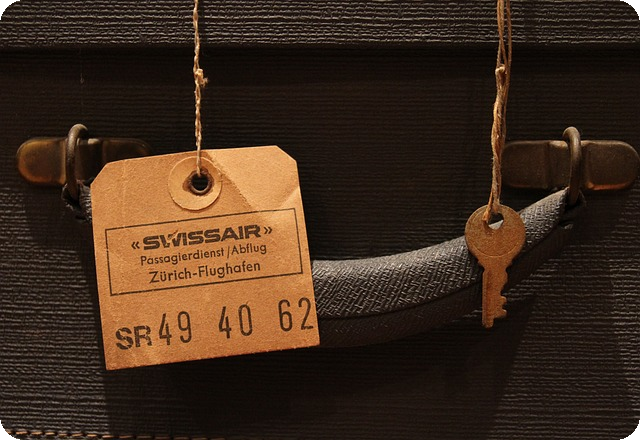 «SWISSAIR»
Passagierdienst/Abflug
Zürich-Flughafen
SR 49 40 62